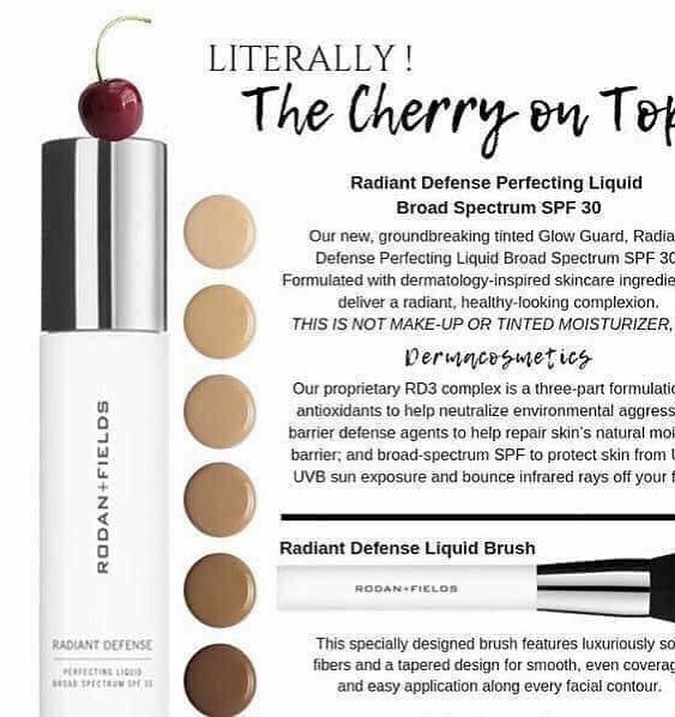 LITERALLY !
The Cherry on Top
Radiant Defense Perfecting Liquid
Broad Spectrum SPF 30
Our new, groundbreaking tinted Glow Guard, Radia
Defense Perfecting Liquid Broad Spectrum SPF 30
Formulated with dermatology-inspired skincare ingredie
deliver a radiant, healthy-looking complexion.
THIS IS NOT MAKE-UP OR TINTED MOISTURIZER,
Dermacosmetics
Our proprietary RD3 complex is a three-part formulatio
antioxidants to help neutralize environmental aggress
barrier defense agents to help repair skin's natural moi
barrier; and broad-spectrum SPF to protect skin from U
UVB sun exposure and bounce infrared rays off your f
Radiant Defense Liquid Brush
RODAN+FIELDS
This specially designed brush features luxuriously so
fibers and a tapered design for smooth, even coverag
and easy application along every facial contour.
RODAN+FIELDS
RADIANT DEFENSE
PERFECTING LIQUID
BROAD SPECTRUM SPF 30